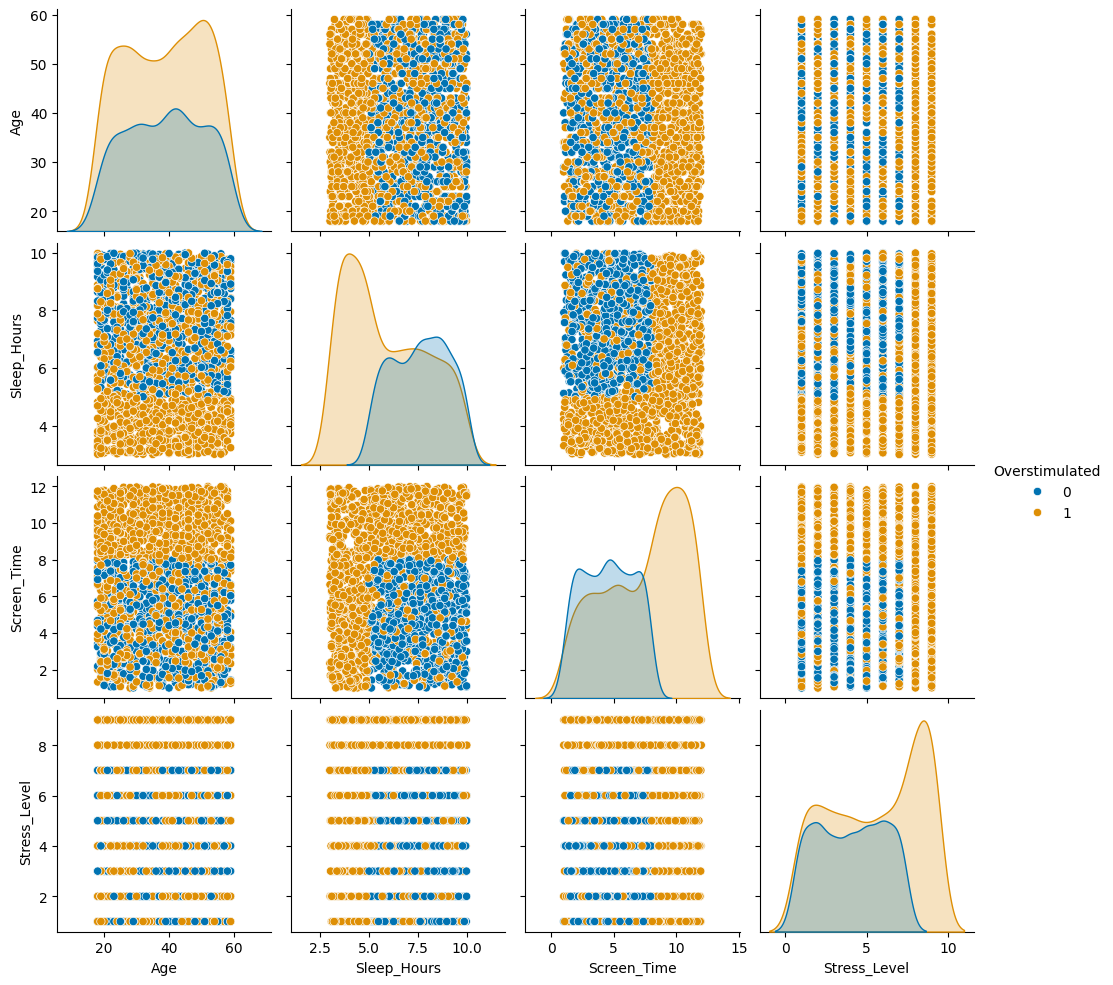 60
50
40
30
20
Age
10
8
6
4
Sleep_Hours
Overstimulated
0
1
12
10
8
6
4
2
Screen_Time
8
6
4
2
Stress_Level
20 40 60
Age
2.5 5.0 7.5 10.0
Sleep_Hours
0 5 10 15
Screen_Time
0 5 10
Stress_Level